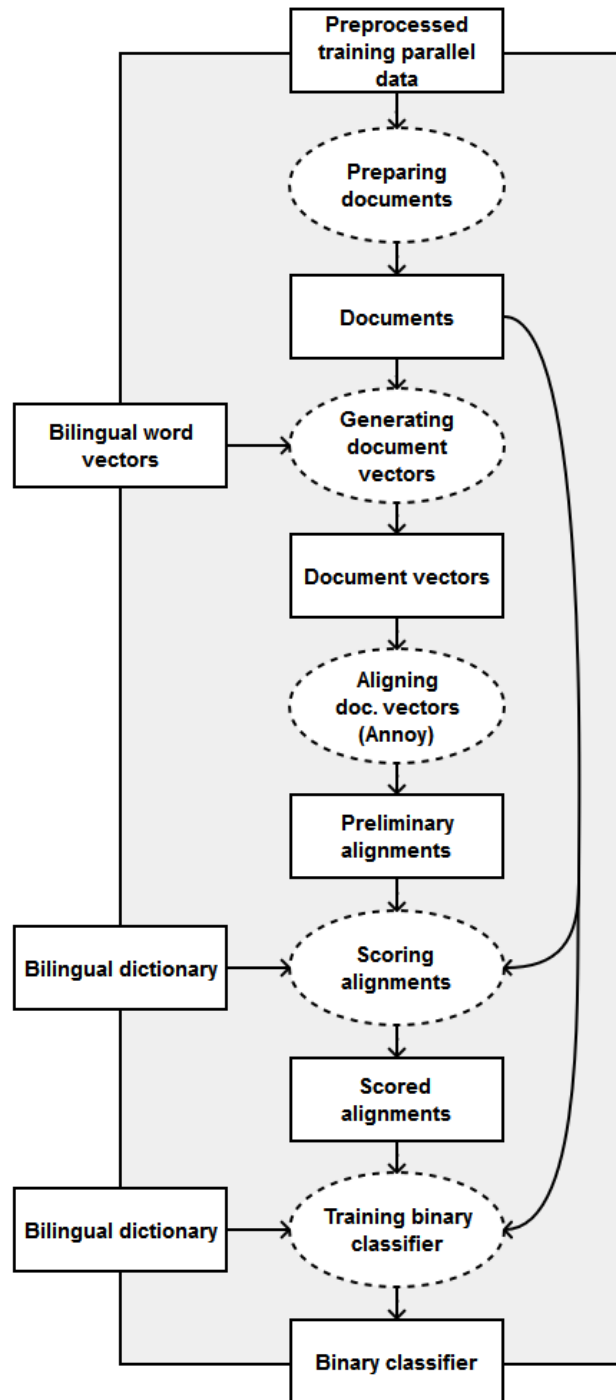 Preprocessed
training parallel
data
Preparing
documents
Documents
Bilingual word
vectors
Generating
document
vectors
Document vectors
Aligning
doc. vectors
(Annoy)
Preliminary
alignments
Bilingual dictionary
Scoring
alignments
Scored
alignments
Bilingual dictionary
Training binary
classifier
Binary classifier